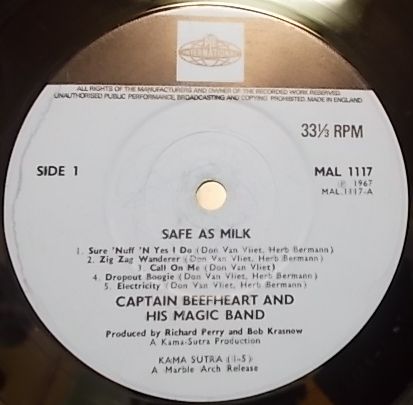 PYE
INTERNATIONAL
ALL RIGHTS OF THE MANUFACTURERS AND OWNER OF THE RECORDED WORK RESERVED.
UNAUTHORISED PUBLIC PERFORMANCE, BROADCASTING AND COPYING PROHIBITED. MADE IN ENGLAND
33⅓ RPM
SIDE 1
MAL 1117
℗ 1967
MAL.1117-A
SAFE AS MILK
1. Sure 'Nuff 'N Yes I Do (Don Van Vliet, Herb Bermann)
2. Zig Zag Wanderer (Don Van Vliet, Herb Bermann)
3. Call On Me (Don Van Vliet)
4. Dropout Boogie (Don Van Vliet, Herb Bermann)
5. Electricity (Don Van Vliet, Herb Bermann)
CAPTAIN BEEFHEART AND
HIS MAGIC BAND
Produced by Richard Perry and Bob Krasnow
A Kama-Sutra Production
KAMA SUTRA (1-5)
A Marble Arch Release